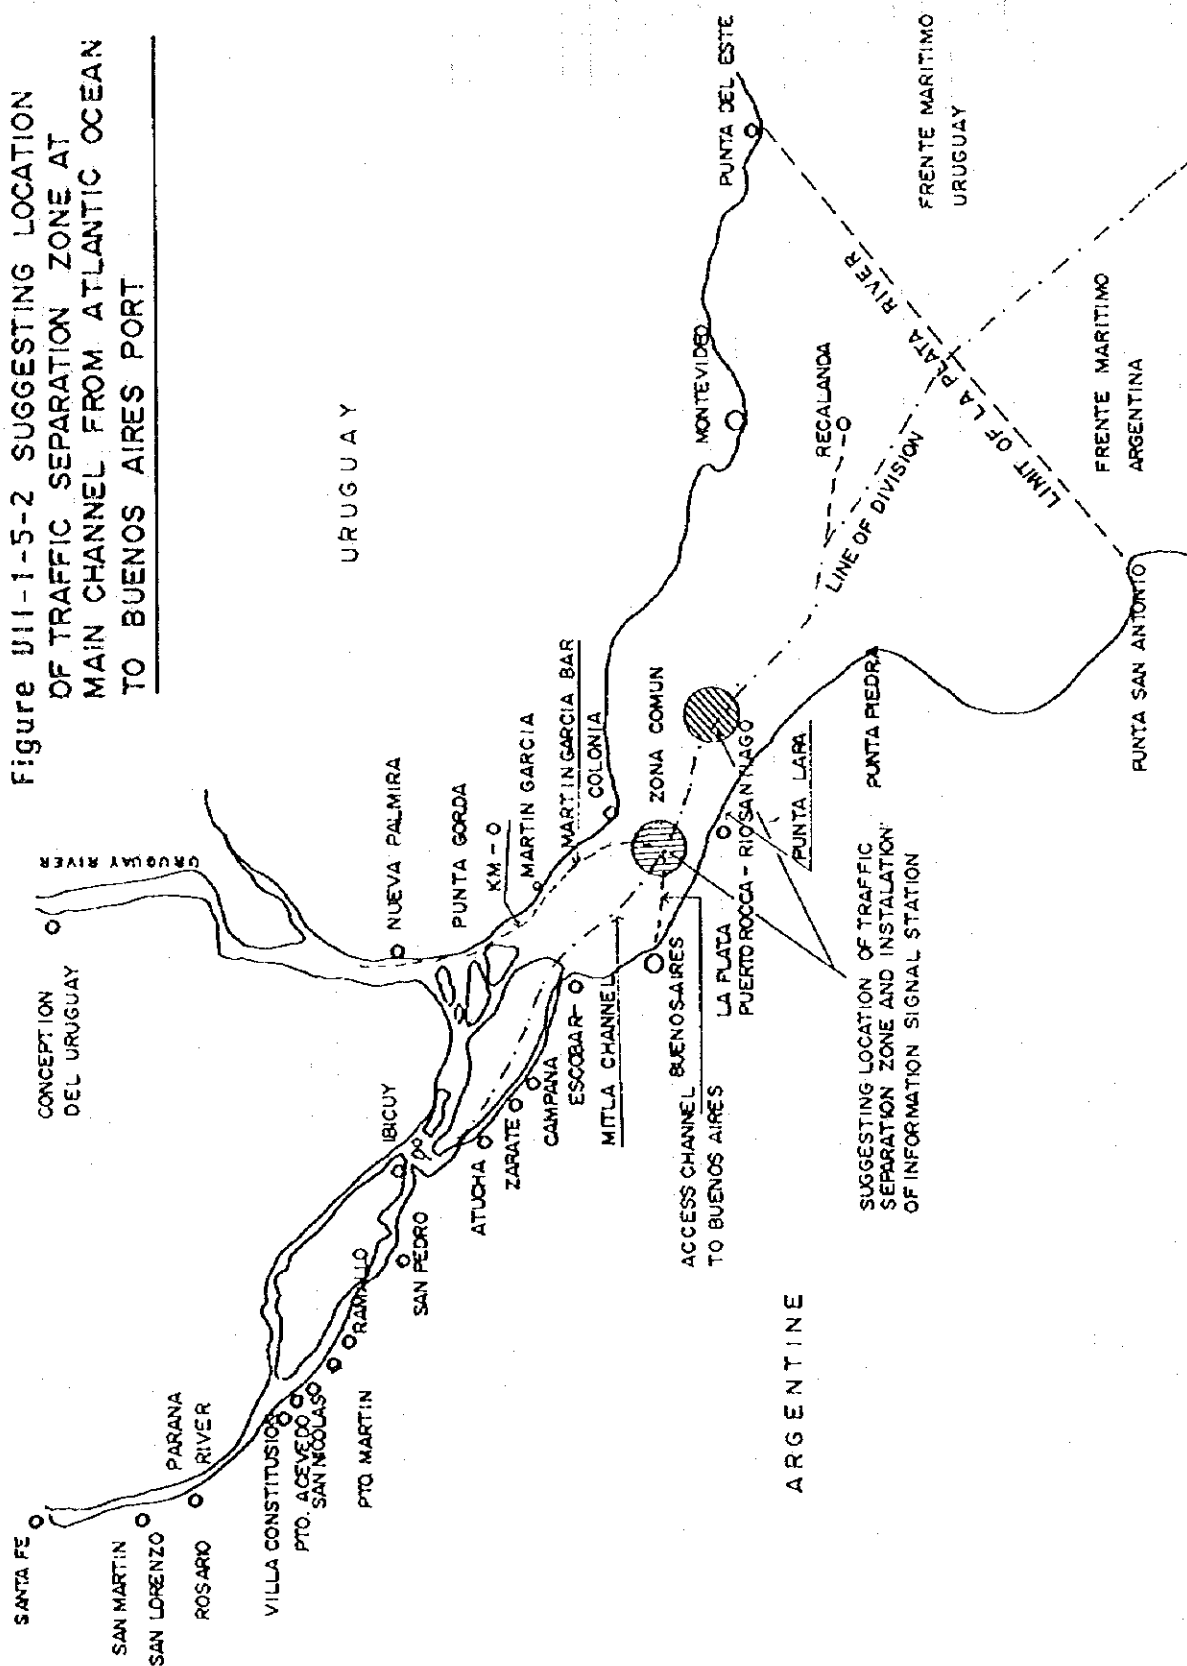 Figure VII-1-5-2 SUGGESTING LOCATION
OF TRAFFIC SEPARATION ZONE AT
MAIN CHANNEL FROM ATLANTIC OCEAN
TO BUENOS AIRES PORT
SANTA FE
SAN MARTIN
SAN LORENZO
ROSARIO
PARANA
RIVER
VILLA CONSTITUSION
PTO. ACEVEDO
SAN NICOLAS
PTO. MARTIN
RAMALLO
SAN PEDRO
IBICUY
CONCEPTION
DEL URUGUAY
URUGUAY RIVER
ATUCHA
ZARATE
CAMPANA
ESCOBAR
MITLA CHANNEL
NUEVA PALMIRA
PUNTA GORDA
KM-O
MARTIN GARCIA
MARTIN GARCIA BAR
COLONIA
ZONA COMUN
URUGUAY
BUENOS AIRES
ACCESS CHANNEL
TO BUENOS AIRES
LA PLATA
PUERTO ROCCA - RIO SANTIAGO
PUNTA LARA
PUNTA PIEDRA
SUGGESTING LOCATION OF TRAFFIC
SEPARATION ZONE AND INSTALATION
OF INFORMATION SIGNAL STATION
ARGENTINE
MONTEVIDEO
RECALANDA
LINE OF DIVISION
PUNTA DEL ESTE
LIMIT OF LA PLATA RIVER
FRENTE MARITIMO
URUGUAY
FRENTE MARITIMO
ARGENTINA
PUNTA SAN ANTONTO